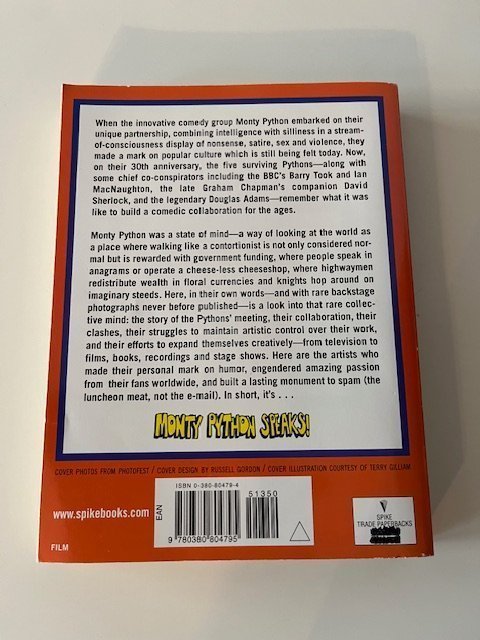 When the innovative comedy group Monty Python embarked on their
unique partnership, combining intelligence with silliness in a stream-
of-consciousness display of nonsense, satire, sex and violence, they
made a mark on popular culture which is still being felt today. Now,
on their 30th anniversary, the five surviving Pythons—along with
some chief co-conspirators including the BBC's Barry Took and Ian
MacNaughton, the late Graham Chapman's companion David
Sherlock, and the legendary Douglas Adams—remember what it was
like to build a comedic collaboration for the ages.
Monty Python was a state of mind—a way of looking at the world as
a place where walking like a contortionist is not only considered nor-
mal but is rewarded with government funding, where people speak in
anagrams or operate a cheese-less cheeseshop, where highwaymen
redistribute wealth in floral currencies and knights hop around on
imaginary steeds. Here, in their own words—and with rare backstage
photographs never before published—is a look into that rare collec-
tive mind: the story of the Pythons' meeting, their collaboration, their
clashes, their struggles to maintain artistic control over their work,
and their efforts to expand themselves creatively—from television to
films, books, recordings and stage shows. Here are the artists who
made their personal mark on humor, engendered amazing passion
from their fans worldwide, and built a lasting monument to spam (the
luncheon meat, not the e-mail). In short, it's . . .
MONTY PYTHON SPEAKS!
COVER PHOTOS FROM PHOTOFEST / COVER DESIGN BY RUSSELL GORDON / COVER ILLUSTRATION COURTESY OF TERRY GILLIAM
ISBN 0-380-80479-4
51350
www.spikebooks.com
EAN
9 780380 804795
SPIKE
TRADE PAPERBACKS
FILM